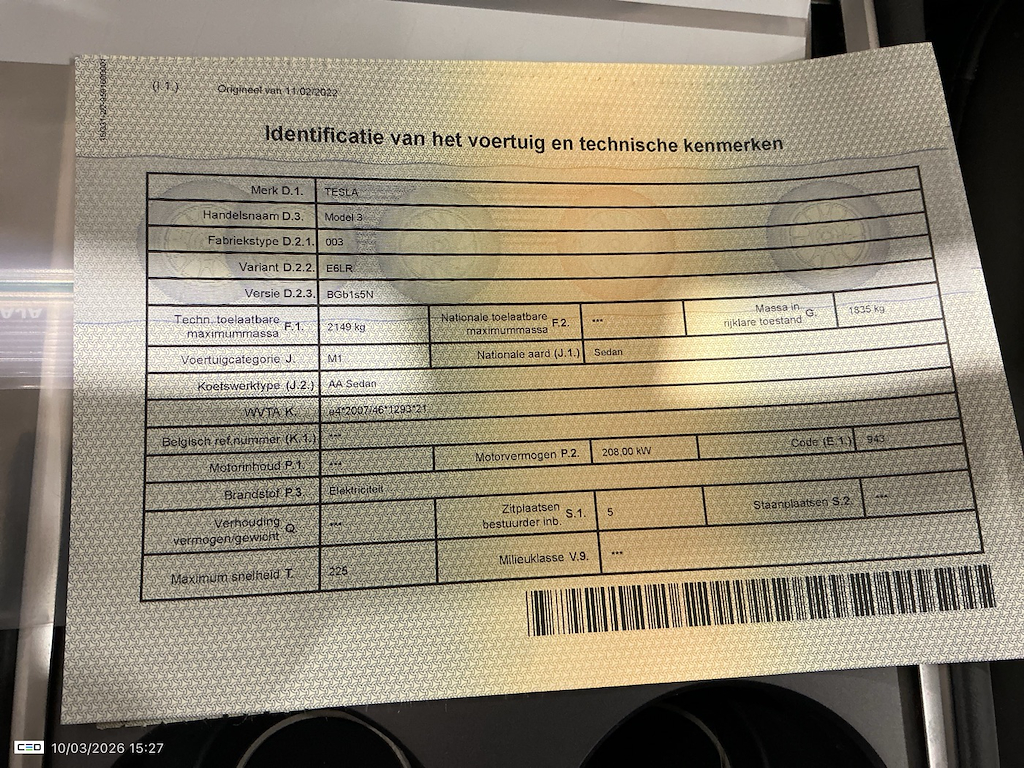 (I.1.) Origineel van 11/02/2022
Identificatie van het voertuig en technische kenmerken
Merk D.1. TESLA
Handelsnaam D.3. Model 3
Fabriekstype D.2.1. 003
Variant D.2.2. E6LR
Versie D.2.3. BGb1s5N
Techn. toelaatbare maximummassa F.1. 2149 kg Nationale toelaatbare maximummassa F.2. *** Massa in rijklare toestand G. 1835 kg
Voertuigcategorie J. M1 Nationale aard (J.1.) Sedan
Koetswerktype (J.2.) AA Sedan
WVTA K. e4*2007/46*1293*21
Belgisch ref.nummer (K.1.) ***
Motorinhoud P.1. *** Motorvermogen P.2. 208.00 kW Code (E.1.) 943
Brandstof P.3 Elektriciteit
Verhouding vermogen/gewicht Q. *** Zitplaatsen bestuurder inb. S.1. 5 Staanplaatsen S.2. ***
Maximum snelheid T. 225 Milieuklasse V.9. ***
CEO 10/03/2026 15:27